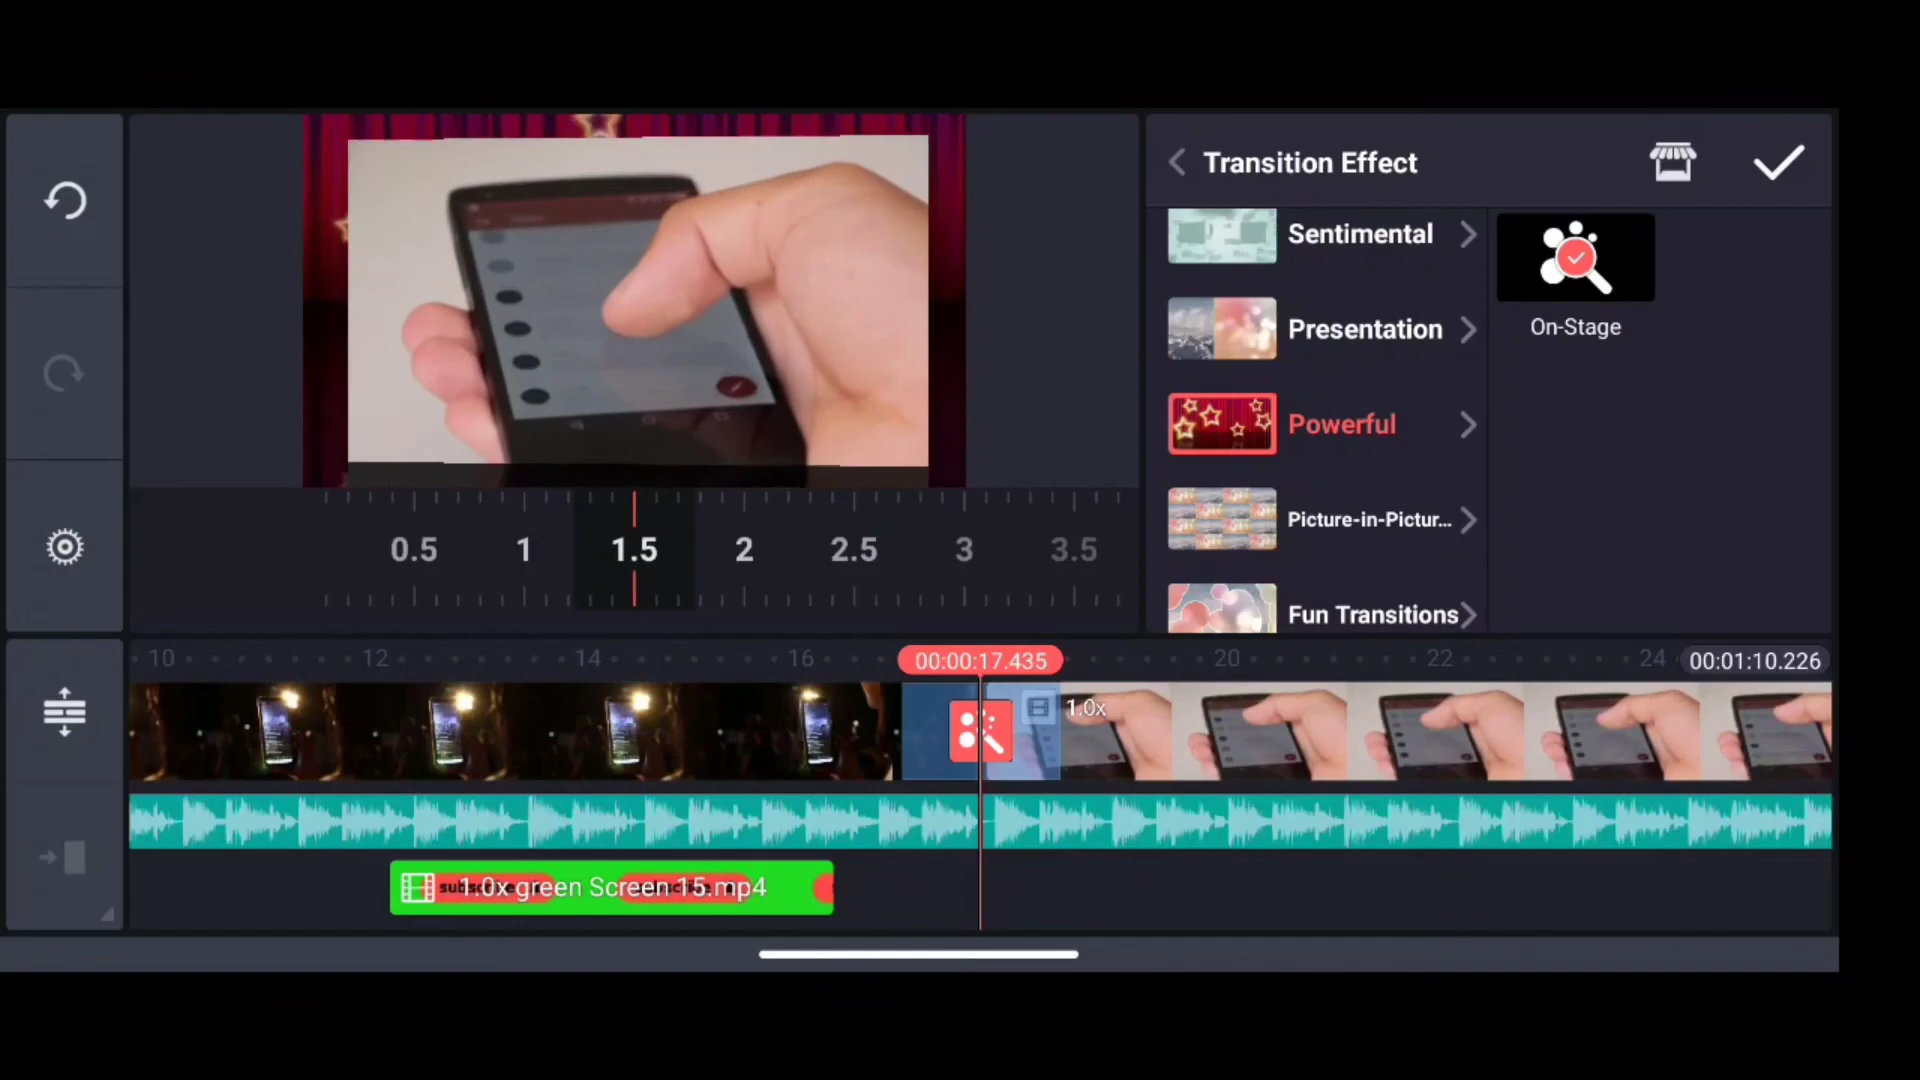 Transition Effect
Sentimental
Presentation
Powerful
Picture-in-Pictur...
Fun Transitions
On-Stage
0.5
1
1.5
2
2.5
3
3.5
10
12
14
16
00:00:17.435
20
22
24
00:01:10.226
1.0x
1.0x green Screen 15.mp4